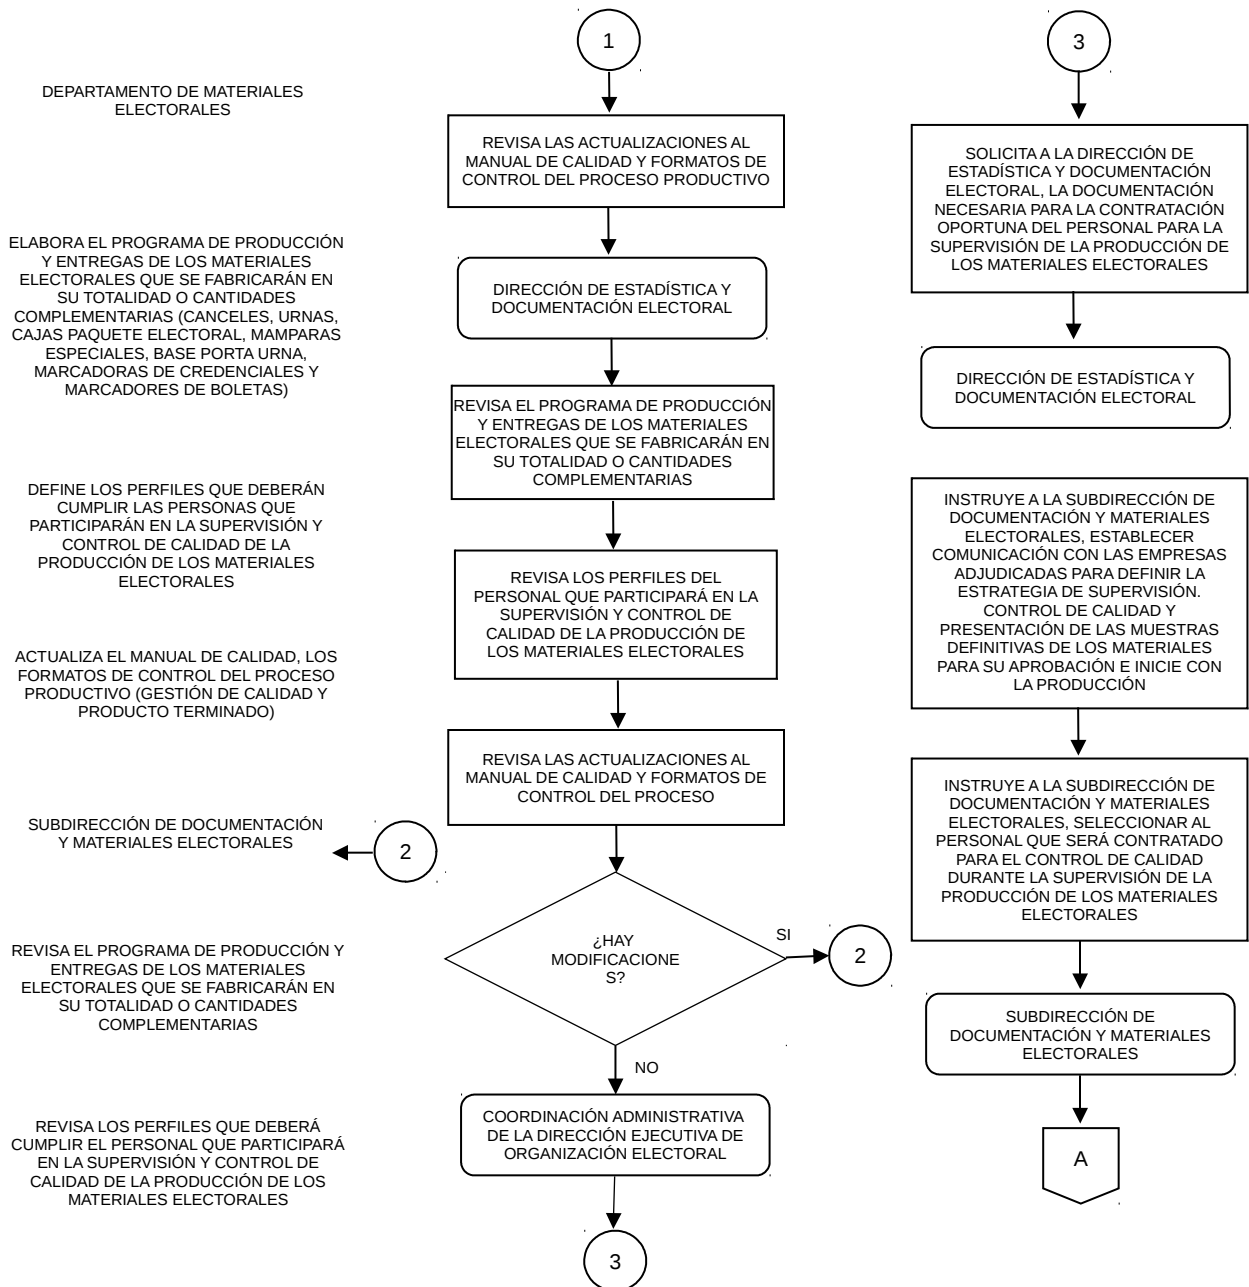 DEPARTAMENTO DE MATERIALES
ELECTORALES
ELABORA EL PROGRAMA DE PRODUCCIÓN
Y ENTREGAS DE LOS MATERIALES
ELECTORALES QUE SE FABRICARÁN EN
SU TOTALIDAD O CANTIDADES
COMPLEMENTARIAS (CANCELES, URNAS,
CAJAS PAQUETE ELECTORAL, MAMPARAS
ESPECIALES, BASE PORTA URNA,
MARCADORAS DE CREDENCIALES Y
MARCADORES DE BOLETAS)
DEFINE LOS PERFILES QUE DEBERÁN
CUMPLIR LAS PERSONAS QUE
PARTICIPARÁN EN LA SUPERVISIÓN Y
CONTROL DE CALIDAD DE LA
PRODUCCIÓN DE LOS MATERIALES
ELECTORALES
ACTUALIZA EL MANUAL DE CALIDAD, LOS
FORMATOS DE CONTROL DEL PROCESO
PRODUCTIVO (GESTIÓN DE CALIDAD Y
PRODUCTO TERMINADO)
SUBDIRECCIÓN DE DOCUMENTACIÓN
Y MATERIALES ELECTORALES
2
REVISA EL PROGRAMA DE PRODUCCIÓN Y
ENTREGAS DE LOS MATERIALES
ELECTORALES QUE SE FABRICARÁN EN
SU TOTALIDAD O CANTIDADES
COMPLEMENTARIAS
REVISA LOS PERFILES QUE DEBERÁ
CUMPLIR EL PERSONAL QUE PARTICIPARÁ
EN LA SUPERVISIÓN Y CONTROL DE
CALIDAD DE LA PRODUCCIÓN DE LOS
MATERIALES ELECTORALES
1
REVISA LAS ACTUALIZACIONES AL
MANUAL DE CALIDAD Y FORMATOS DE
CONTROL DEL PROCESO PRODUCTIVO
DIRECCIÓN DE ESTADÍSTICA Y
DOCUMENTACIÓN ELECTORAL
REVISA EL PROGRAMA DE PRODUCCIÓN
Y ENTREGAS DE LOS MATERIALES
ELECTORALES QUE SE FABRICARÁN EN
SU TOTALIDAD O CANTIDADES
COMPLEMENTARIAS
REVISA LOS PERFILES DEL
PERSONAL QUE PARTICIPARÁ EN LA
SUPERVISIÓN Y CONTROL DE
CALIDAD DE LA PRODUCCIÓN DE
LOS MATERIALES ELECTORALES
REVISA LAS ACTUALIZACIONES AL
MANUAL DE CALIDAD Y FORMATOS DE
CONTROL DEL PROCESO
¿HAY
MODIFICACIONE
S?
SI
2
NO
COORDINACIÓN ADMINISTRATIVA
DE LA DIRECCIÓN EJECUTIVA DE
ORGANIZACIÓN ELECTORAL
3
3
SOLICITA A LA DIRECCIÓN DE
ESTADÍSTICA Y DOCUMENTACIÓN
ELECTORAL, LA DOCUMENTACIÓN
NECESARIA PARA LA CONTRATACIÓN
OPORTUNA DEL PERSONAL PARA LA
SUPERVISIÓN DE LA PRODUCCIÓN DE
LOS MATERIALES ELECTORALES
DIRECCIÓN DE ESTADÍSTICA Y
DOCUMENTACIÓN ELECTORAL
INSTRUYE A LA SUBDIRECCIÓN DE
DOCUMENTACIÓN Y MATERIALES
ELECTORALES, ESTABLECER
COMUNICACIÓN CON LAS EMPRESAS
ADJUDICADAS PARA DEFINIR LA
ESTRATEGIA DE SUPERVISIÓN.
CONTROL DE CALIDAD Y
PRESENTACIÓN DE LAS MUESTRAS
DEFINITIVAS DE LOS MATERIALES
PARA SU APROBACIÓN E INICIE CON
LA PRODUCCIÓN
INSTRUYE A LA SUBDIRECCIÓN DE
DOCUMENTACIÓN Y MATERIALES
ELECTORALES, SELECCIONAR AL
PERSONAL QUE SERÁ CONTRATADO
PARA EL CONTROL DE CALIDAD
DURANTE LA SUPERVISIÓN DE LA
PRODUCCIÓN DE LOS MATERIALES
ELECTORALES
SUBDIRECCIÓN DE
DOCUMENTACIÓN Y MATERIALES
ELECTORALES
A